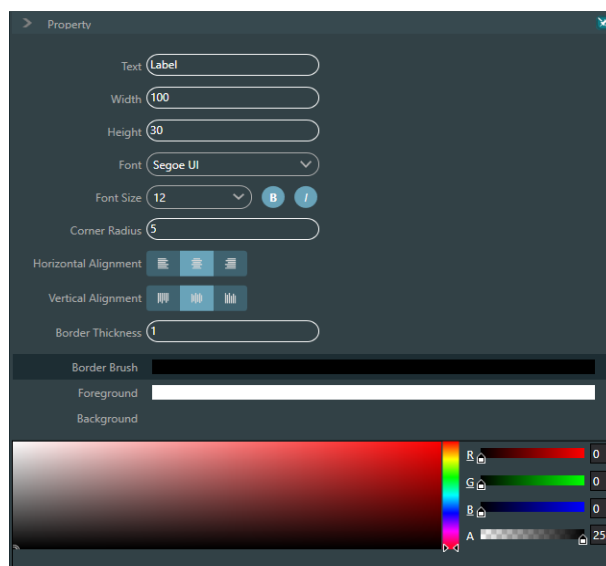 > Property
Text Label
Width 100
Height 30
Font Segoe UI
Font Size 12 B I
Corner Radius 5
Horizontal Alignment
Vertical Alignment
Border Thickness 1
Border Brush
Foreground
Background
R 0
G 0
B 0
A 25